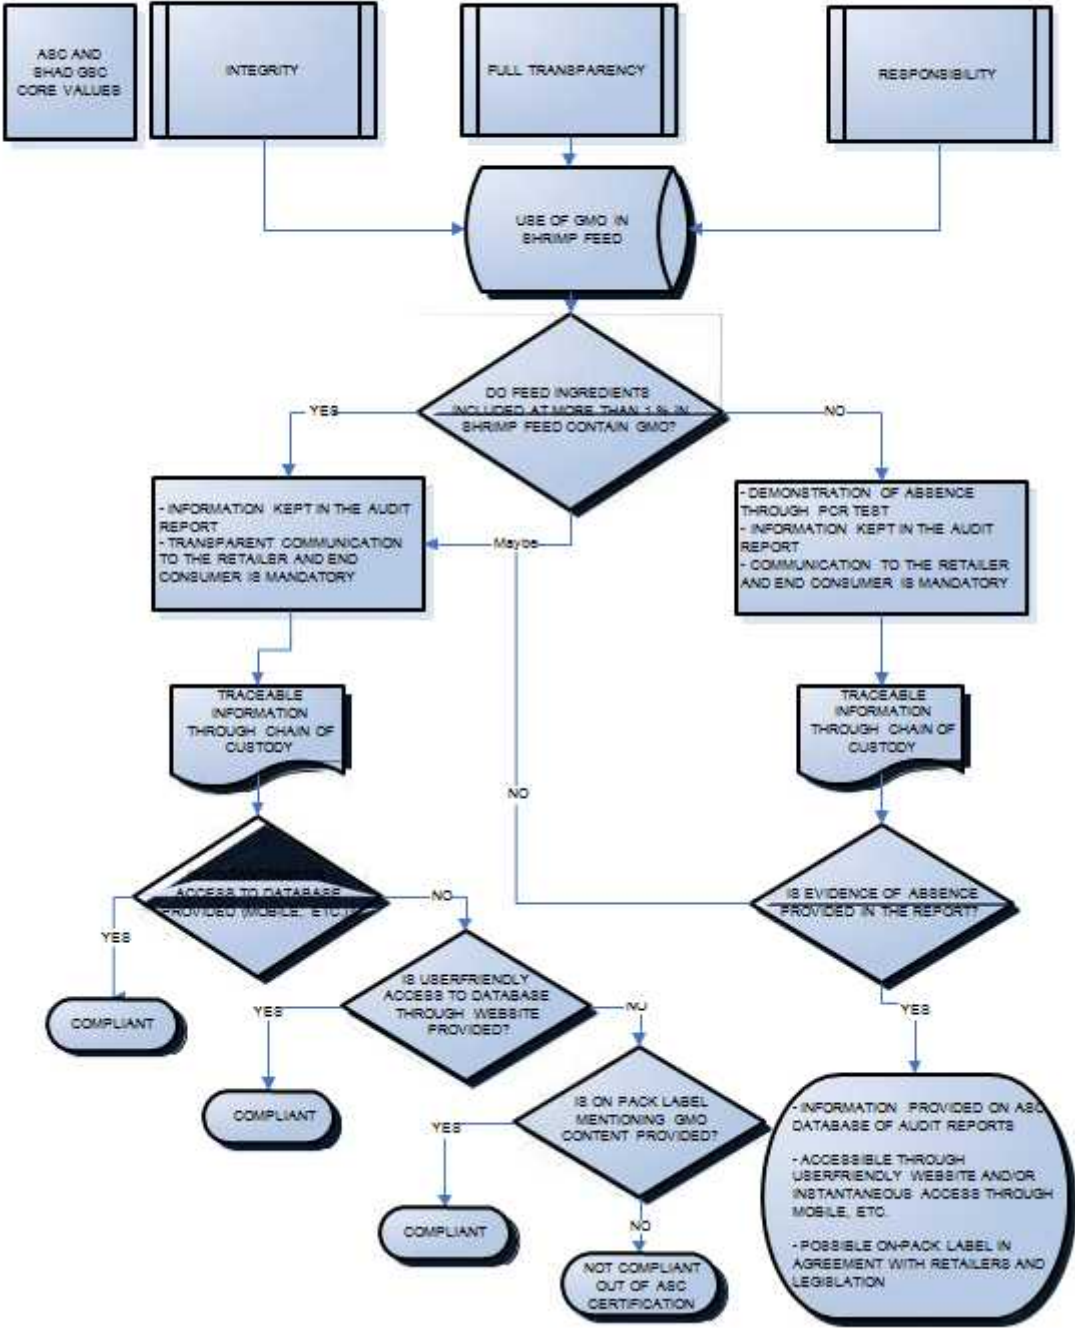 ASC AND
SHAD GSC
CORE VALUES
INTEGRITY
FULL TRANSPARENCY
RESPONSIBILITY
USE OF GMO IN
SHRIMP FEED
DO FEED INGREDIENTS
INCLUDED AT MORE THAN 1% IN
SHRIMP FEED CONTAIN GMO?
YES
NO
Maybe
- INFORMATION KEPT IN THE AUDIT
REPORT
- TRANSPARENT COMMUNICATION
TO THE RETAILER AND END
CONSUMER IS MANDATORY
- DEMONSTRATION OF ABSENCE
THROUGH PCR TEST
- INFORMATION KEPT IN THE AUDIT
REPORT
- COMMUNICATION TO THE RETAILER
AND END CONSUMER IS MANDATORY
TRACEABLE
INFORMATION
THROUGH CHAIN OF
CUSTODY
TRACEABLE
INFORMATION
THROUGH CHAIN OF
CUSTODY
NO
ACCESS TO DATABASE
PROVIDED (MOBILE, ETC.)
NO
YES
COMPLIANT
IS EVIDENCE OF ABSENCE
PROVIDED IN THE REPORT?
YES
IS USERFRIENDLY
ACCESS TO DATABASE
THROUGH WEBSITE
PROVIDED?
YES
NO
COMPLIANT
IS ON PACK LABEL
MENTIONING GMO
CONTENT PROVIDED?
YES
COMPLIANT
NO
NOT COMPLIANT
OUT OF ASC
CERTIFICATION
- INFORMATION PROVIDED ON ASC
DATABASE OF AUDIT REPORTS
- ACCESSIBLE THROUGH
USERFRIENDLY WEBSITE AND/OR
INSTANTANEOUS ACCESS THROUGH
MOBILE, ETC.
- POSSIBLE ON-PACK LABEL IN
AGREEMENT WITH RETAILERS AND
LEGISLATION